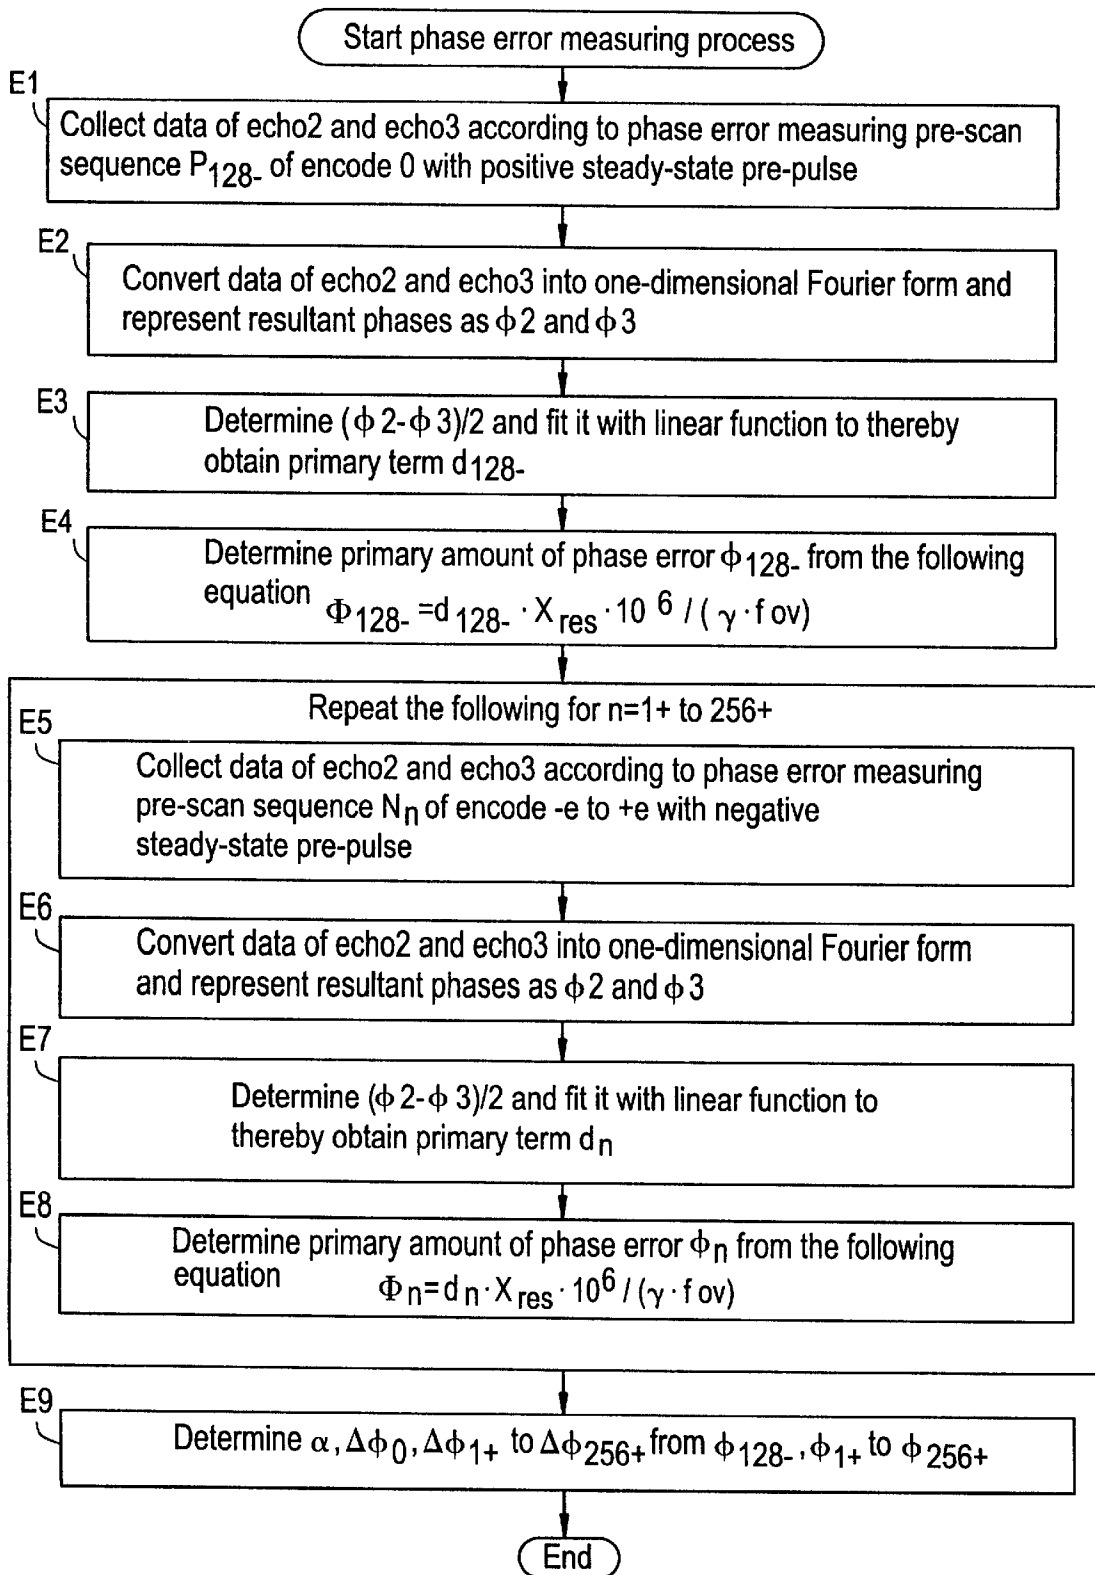 Start phase error measuring process
E1
Collect data of echo2 and echo3 according to phase error measuring pre-scan
sequence P128- of encode 0 with positive steady-state pre-pulse
E2
Convert data of echo2 and echo3 into one-dimensional Fourier form and
represent resultant phases as ϕ2 and ϕ3
E3
Determine (ϕ2-ϕ3)/2 and fit it with linear function to thereby
obtain primary term d128-
E4
Determine primary amount of phase error ϕ128- from the following
equation Φ128- =d128- · Xres · 10^6 / ( γ · fov)
Repeat the following for n=1+ to 256+
E5
Collect data of echo2 and echo3 according to phase error measuring
pre-scan sequence Nn of encode -e to +e with negative
steady-state pre-pulse
E6
Convert data of echo2 and echo3 into one-dimensional Fourier form
and represent resultant phases as ϕ2 and ϕ3
E7
Determine (ϕ2-ϕ3)/2 and fit it with linear function to
thereby obtain primary term dn
E8
Determine primary amount of phase error ϕn from the following
equation Φn=dn · Xres · 10^6 / (γ · fov)
E9
Determine α, Δϕ0, Δϕ1+ to Δϕ256+ from ϕ128-, ϕ1+ to ϕ256+
End